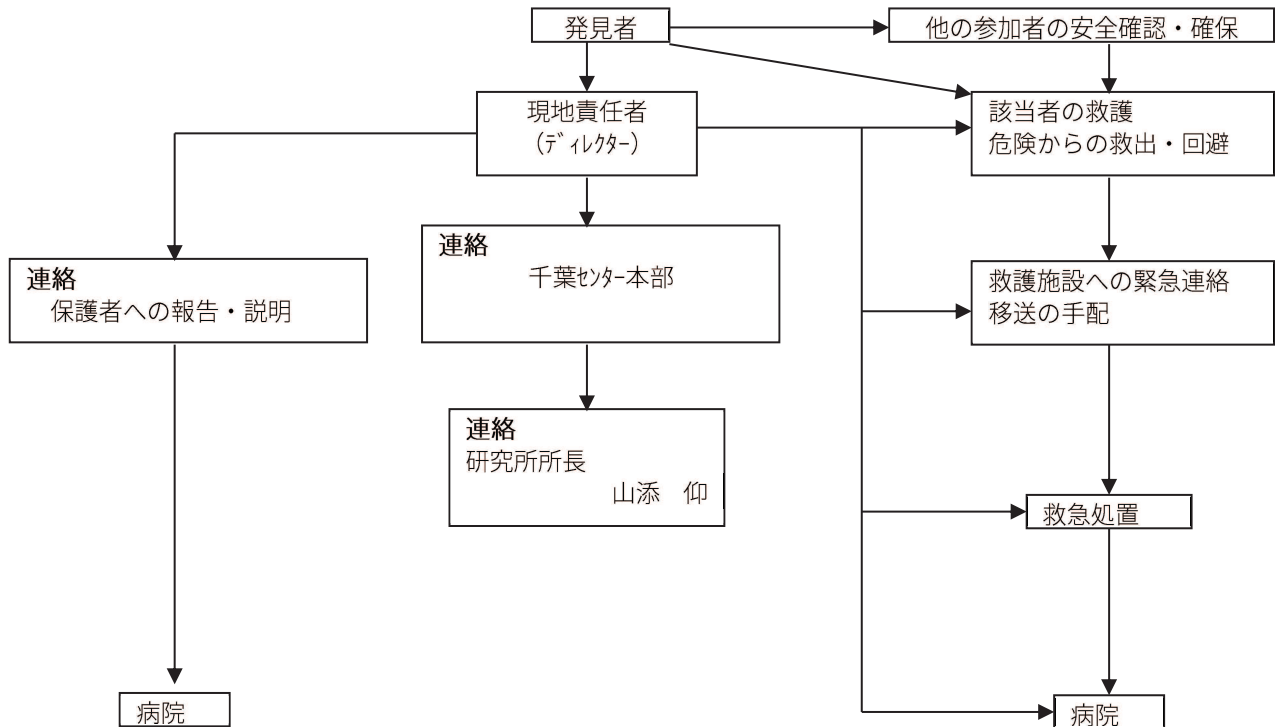 発見者
他の参加者の安全確認・確保
現地責任者
(ﾃﾞｨﾚｸﾀｰ)
該当者の救護
危険からの救出・回避
連絡
千葉ｾﾝﾀｰ本部
連絡
保護者への報告・説明
救護施設への緊急連絡
移送の手配
連絡
研究所所長
山添　仰
救急処置
病院
病院